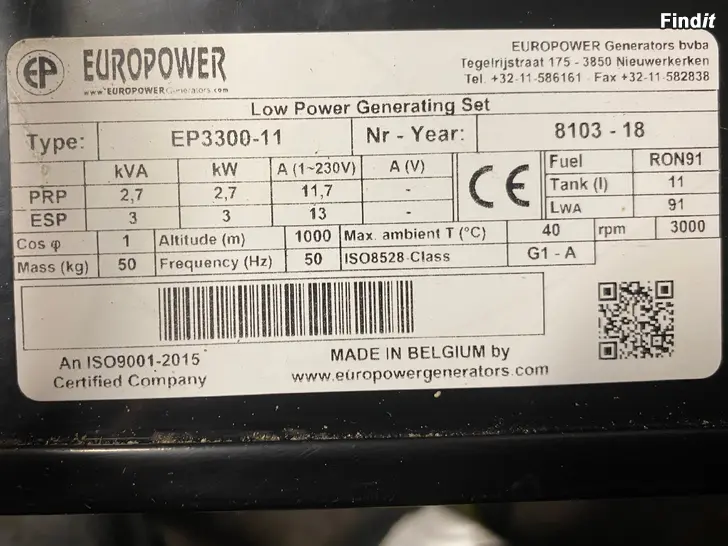 Findit
EP EUROPOWER
www.EUROPOWERGenerators.com
EUROPOWER Generators bvba
Tegelrijstraat 175 - 3850 Nieuwerkerken
Tel. +32-11-586161 - Fax +32-11-582838
Low Power Generating Set
Type: EP3300-11 Nr - Year: 8103 - 18
kVA kW A (1~230V) A (V)
PRP 2,7 2,7 11,7 -
ESP 3 3 13 -
CE
Fuel RON91
Tank (l) 11
LWA 91
Cos φ 1 Altitude (m) 1000 Max. ambient T (°C) 40 rpm 3000
Mass (kg) 50 Frequency (Hz) 50 ISO8528-Class G1 - A
An ISO9001-2015
Certified Company
MADE IN BELGIUM by
www.europowergenerators.com